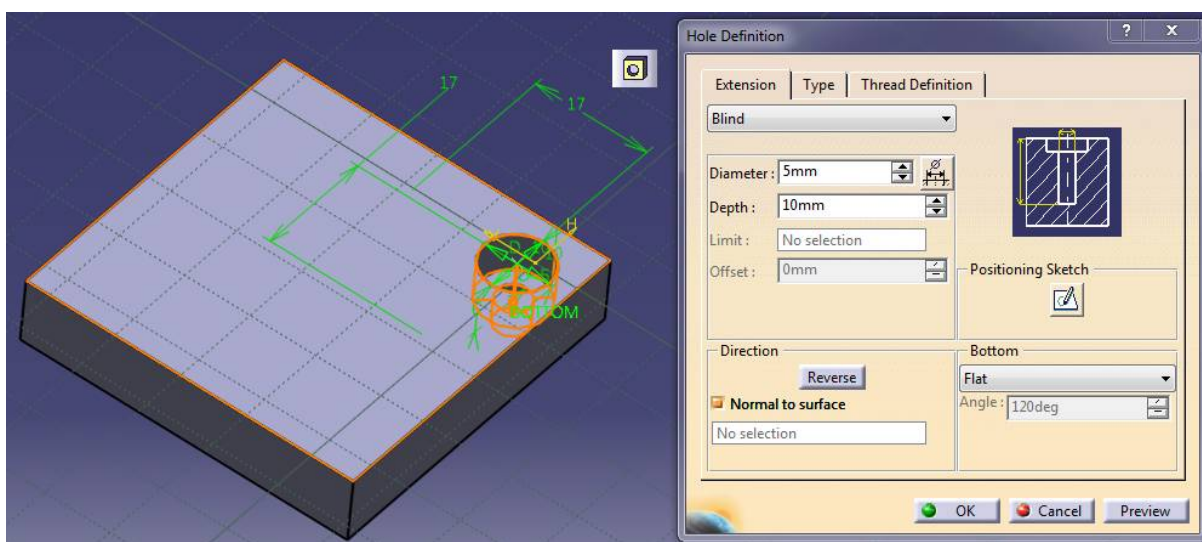 Hole Definition
? X
Extension Type Thread Definition
Blind
Diameter : 5mm
Depth : 10mm
Limit : No selection
Offset : 0mm
Positioning Sketch
Direction
Reverse
Normal to surface
No selection
Bottom
Flat
Angle : 120deg
OK Cancel Preview
17
17
H
BOTTOM